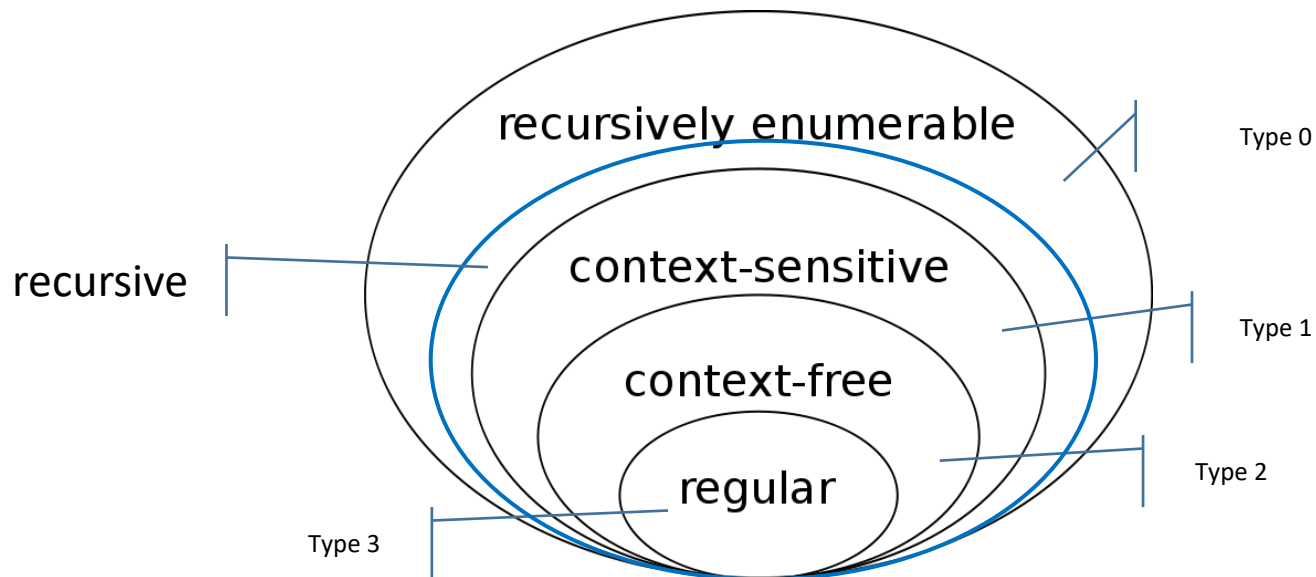 recursively enumerable
Type 0
context-sensitive
recursive
Type 1
context-free
Type 2
regular
Type 3